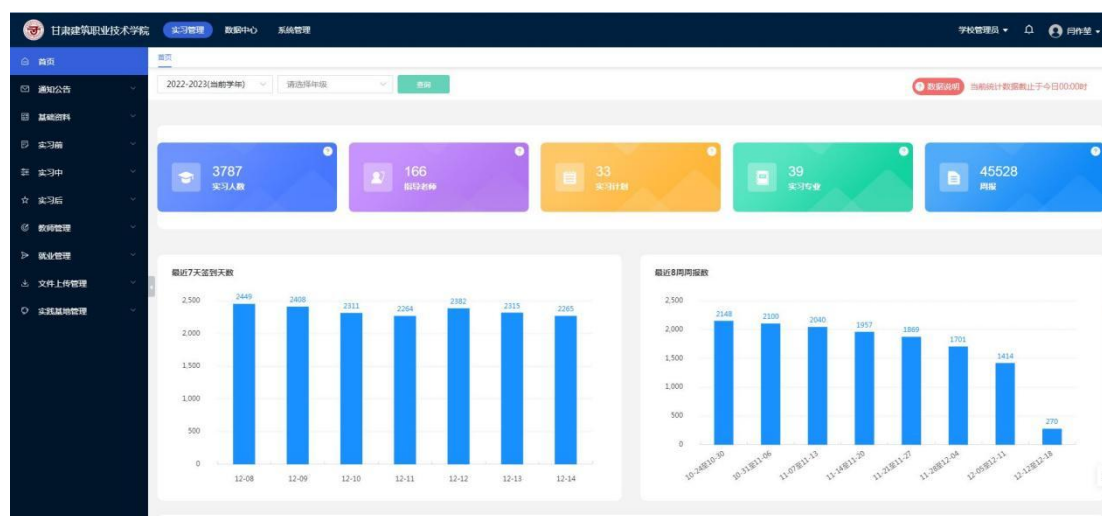 甘肃建筑职业技术学院 实习管理 数据中心 系统管理 学校管理员
首页
通知公告
基础资料
实习前
实习中
实习后
教师管理
就业管理
文件上传管理
实践基地管理
首页
2022-2023(当前学年) 请选择年级 查询 数据说明 当前统计数据截止于今日00:00时
3787
实习人数
166
指导老师
33
实习计划
39
实习专业
45528
周报
最近7天签到天数
2,500
2,000
1,500
1,000
500
0
2449 2408 2311 2264 2382 2315 2265
12-08 12-09 12-10 12-11 12-12 12-13 12-14
最近8周周报数
2,500
2,000
1,500
1,000
500
0
2148 2100 2040 1957 1869 1701 1414 270
10-24至10-30 10-31至11-06 11-07至11-13 11-14至11-20 11-21至11-27 11-28至12-04 12-05至12-11 12-12至12-18